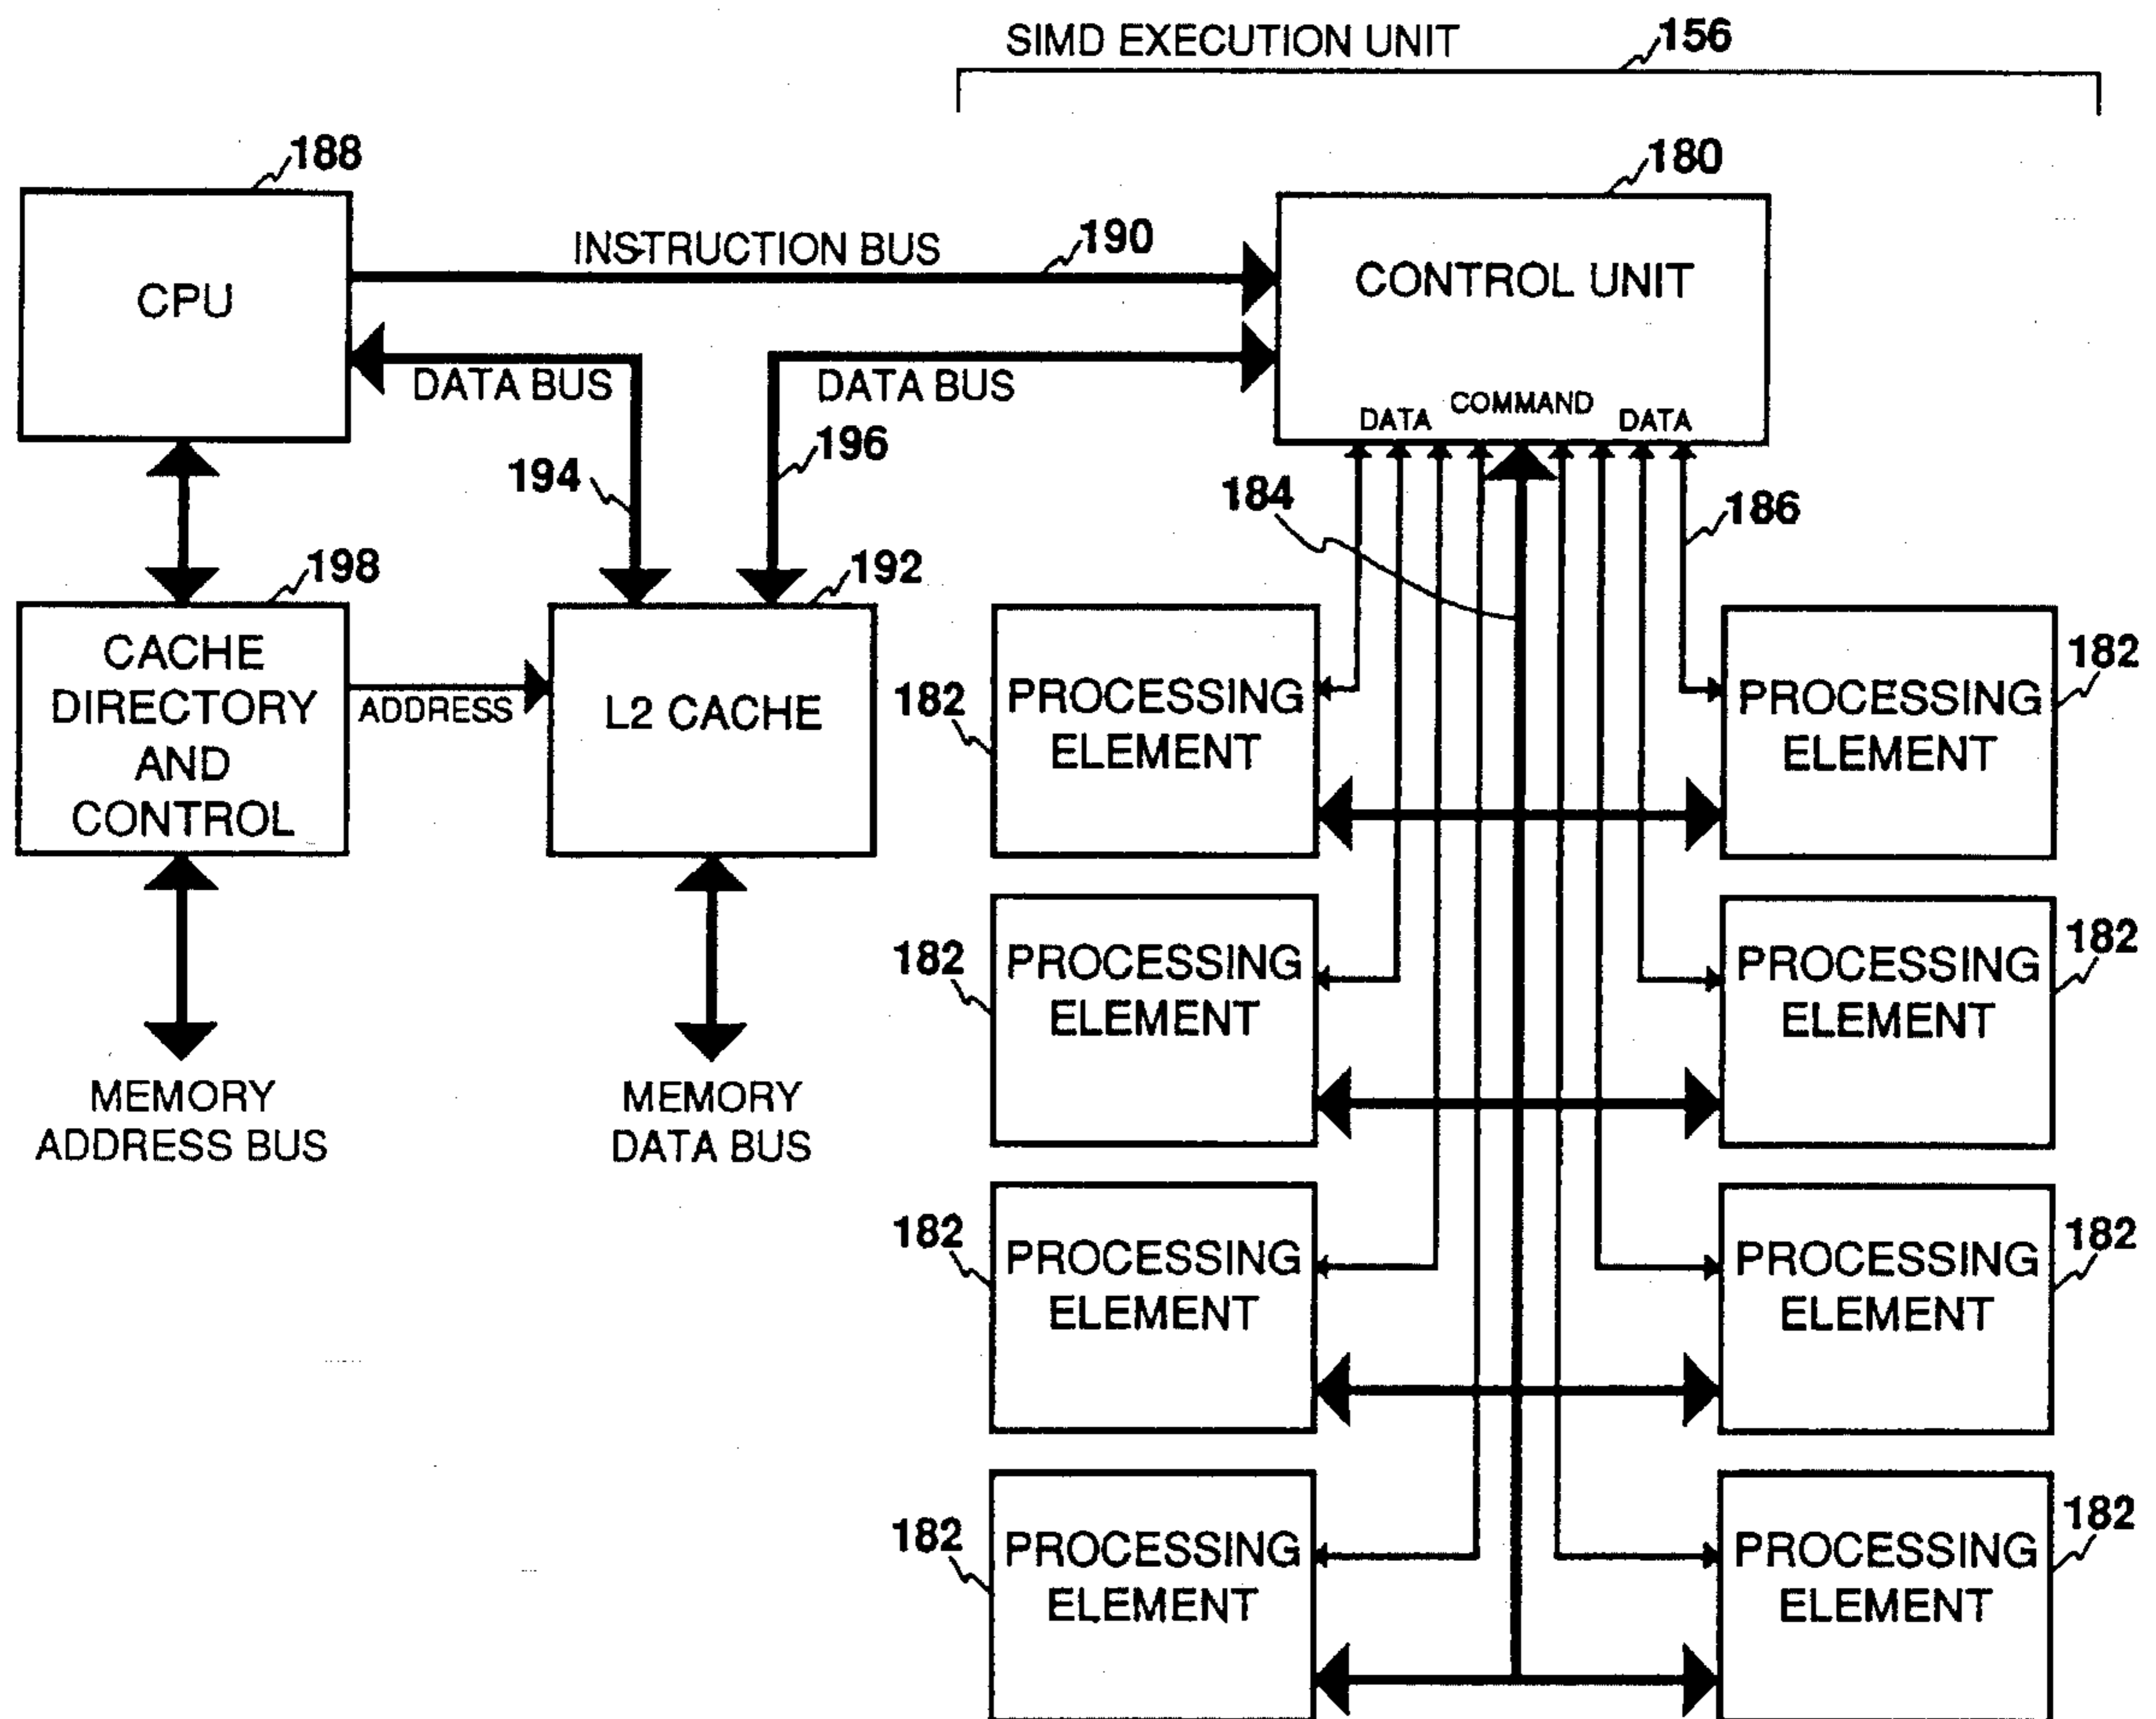 SIMD EXECUTION UNIT
156
188
180
CPU
INSTRUCTION BUS
190
CONTROL UNIT
DATA BUS
DATA BUS
DATA
COMMAND
DATA
194
196
184
186
198
192
CACHE
DIRECTORY
AND
CONTROL
ADDRESS
L2 CACHE
182
PROCESSING
ELEMENT
PROCESSING
ELEMENT
182
182
PROCESSING
ELEMENT
PROCESSING
ELEMENT
182
MEMORY
ADDRESS BUS
MEMORY
DATA BUS
182
PROCESSING
ELEMENT
PROCESSING
ELEMENT
182
182
PROCESSING
ELEMENT
PROCESSING
ELEMENT
182